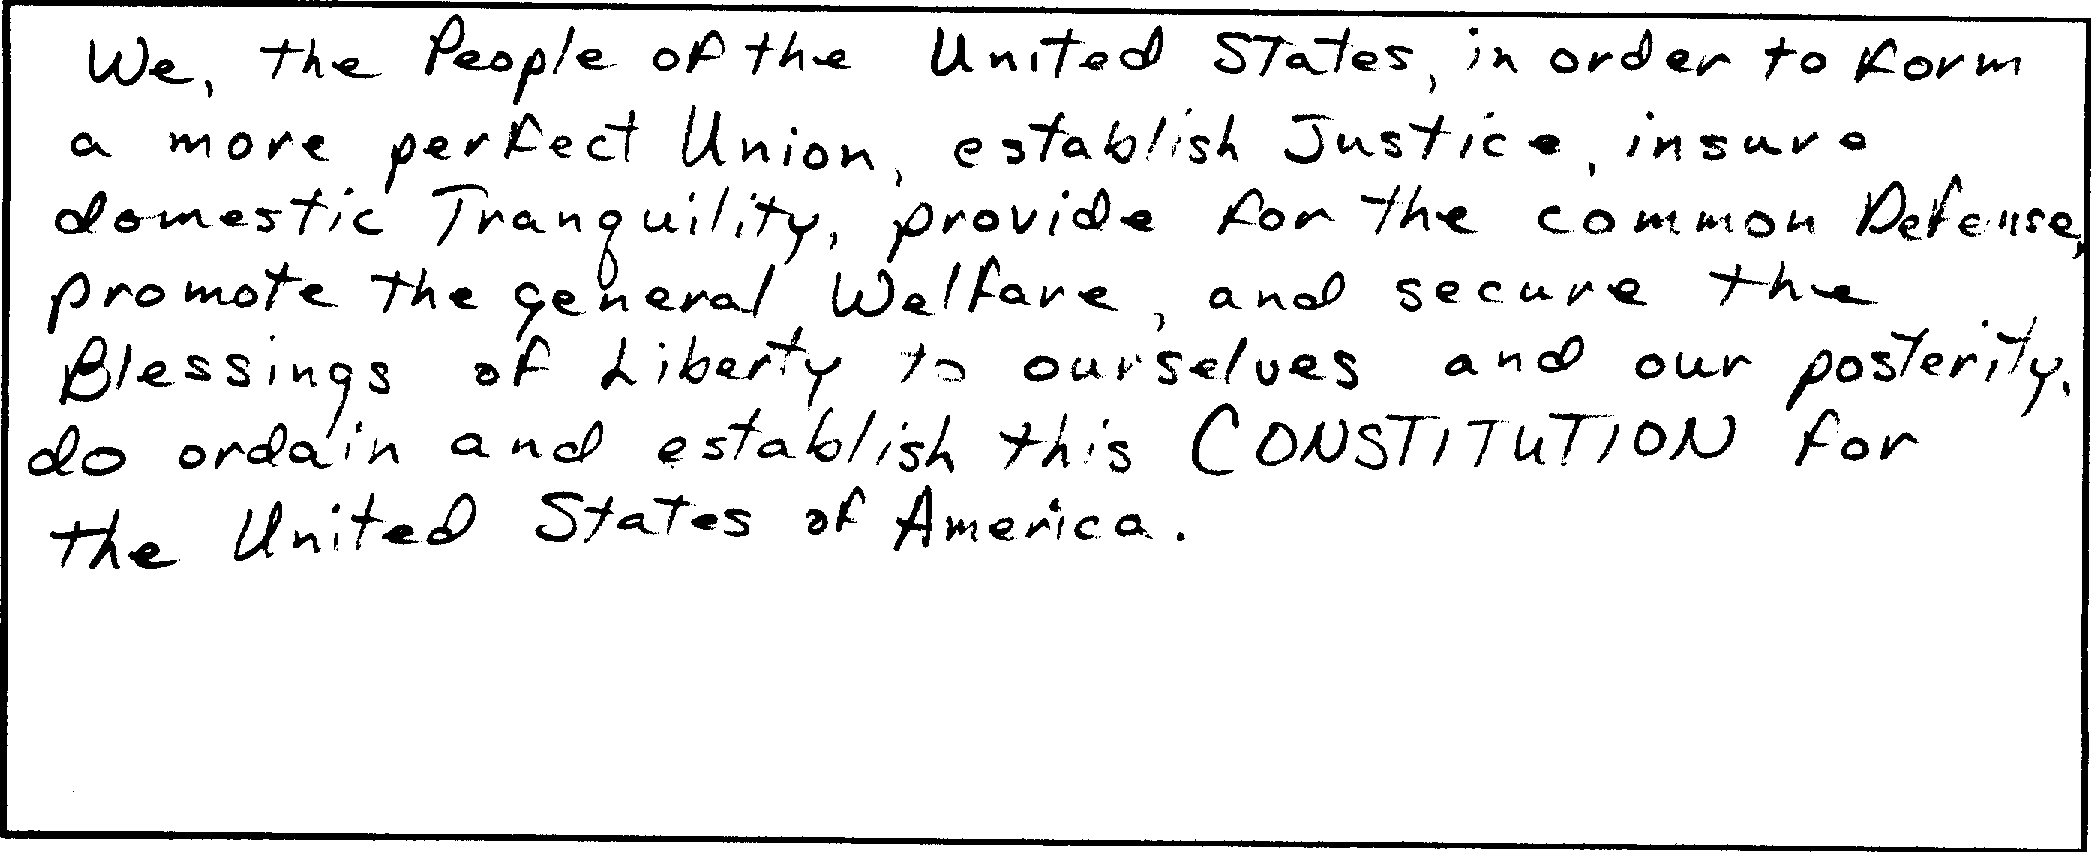 We, the People of the United States, in order to form
a more perfect Union, establish Justice, insure
domestic Tranquility, provide for the common Defense,
promote the general Welfare, and secure the
Blessings of Liberty to ourselves and our posterity,
do ordain and establish this CONSTITUTION for
the United States of America.